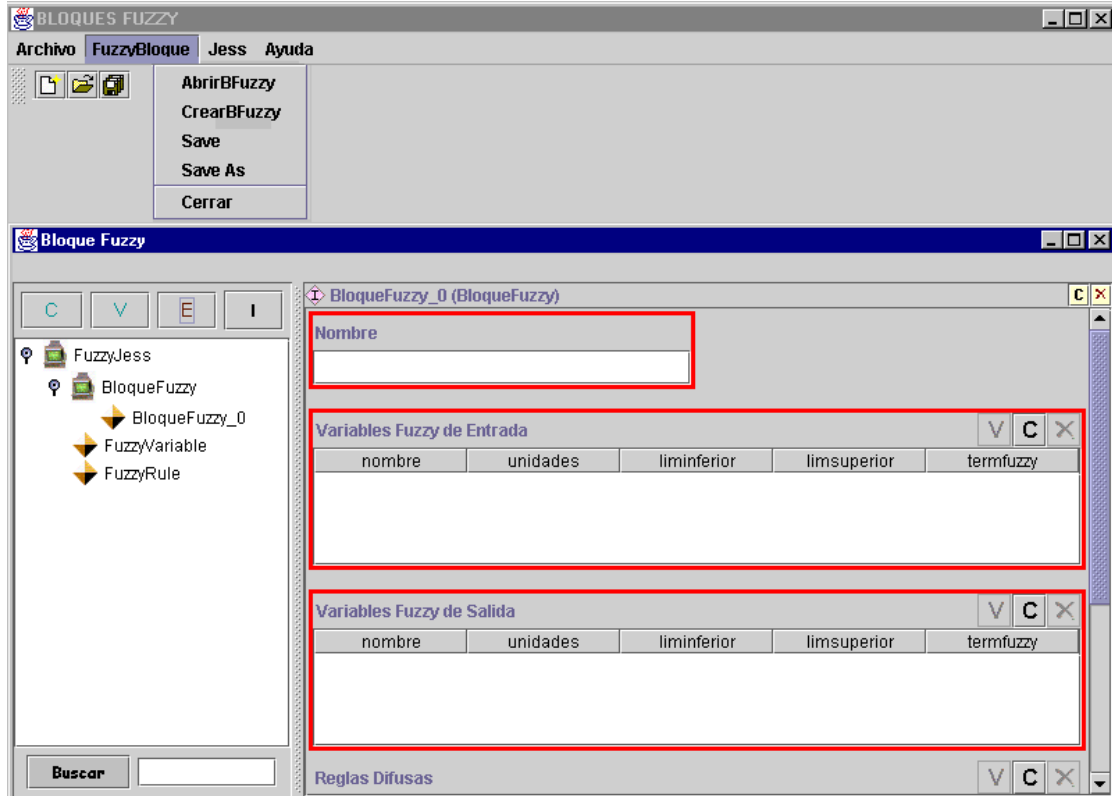 BLOQUES FUZZY
Archivo FuzzyBloque Jess Ayuda
AbrirBFuzzy
CrearBFuzzy
Save
Save As
Cerrar
Bloque Fuzzy
C V E I
FuzzyJess
BloqueFuzzy
BloqueFuzzy_0
FuzzyVariable
FuzzyRule
Buscar
I BloqueFuzzy_0 (BloqueFuzzy) C X
Nombre
Variables Fuzzy de Entrada V C X
nombre unidades liminferior limsuperior termfuzzy
Variables Fuzzy de Salida V C X
nombre unidades liminferior limsuperior termfuzzy
Reglas Difusas V C X